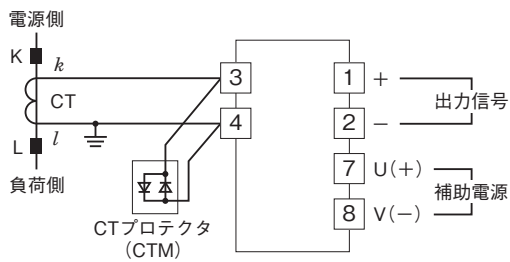 電源側
K
k
CT
l
L
負荷側
3
4
CTプロテクタ
（CTM）
1 +
2 −
出力信号
7 U（+）
8 V（−）
補助電源